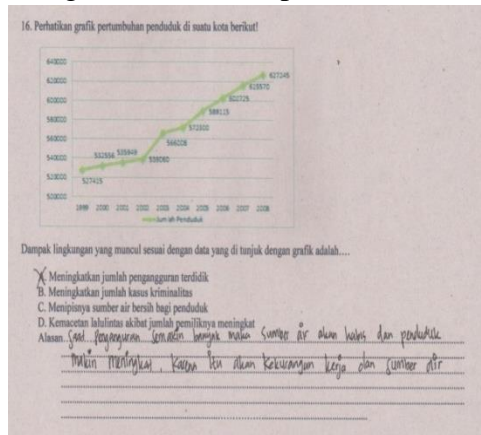 16. Perhatikan grafik pertumbuhan penduduk di suatu kota berikut!
640000
620000
600000
580000
560000
540000
520000
500000
527415
532556
535949
539080
566028
572300
589115
602725
615570
627245
1999 2000 2001 2002 2003 2004 2005 2006 2007 2008
Jumlah Penduduk
Dampak lingkungan yang muncul sesuai dengan data yang di tunjuk dengan grafik adalah....
A. Meningkatkan jumlah pengangguran terdidik
B. Meningkatkan jumlah kasus kriminalitas
C. Menipisnya sumber air bersih bagi penduduk
D. Kemacetan lalulintas akibat jumlah pemiliknya meningkat
Alasan: Saat Pengangguran Semakin banyak maka Sumber air akan habis dan penduduk
makin meningkat, karena itu akan kekurangan kerja dan sumber air